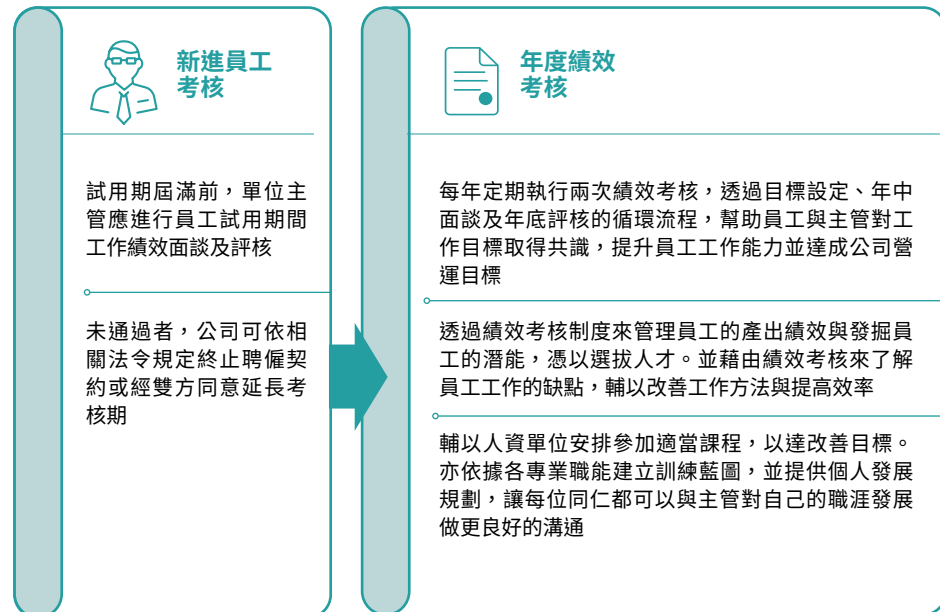 新進員工
考核
試用期屆滿前，單位主
管應進行員工試用期間
工作績效面談及評核
未通過者，公司可依相
關法令規定終止聘僱契
約或經雙方同意延長考
核期
年度績效
考核
每年定期執行兩次績效考核，透過目標設定、年中
面談及年底評核的循環流程，幫助員工與主管對工
作目標取得共識，提升員工工作能力並達成公司營
運目標
透過績效考核制度來管理員工的產出績效與發掘員
工的潛能，憑以選拔人才。並藉由績效考核來了解
員工工作的缺點，輔以改善工作方法與提高效率
輔以人資單位安排參加適當課程，以達改善目標。
亦依據各專業職能建立訓練藍圖，並提供個人發展
規劃，讓每位同仁都可以與主管對自己的職涯發展
做更良好的溝通